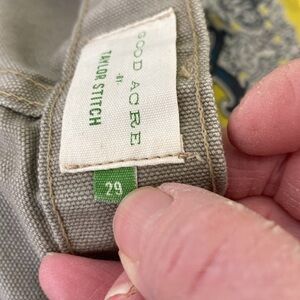 GOOD ACRE
BY
TAYLOR STITCH
29